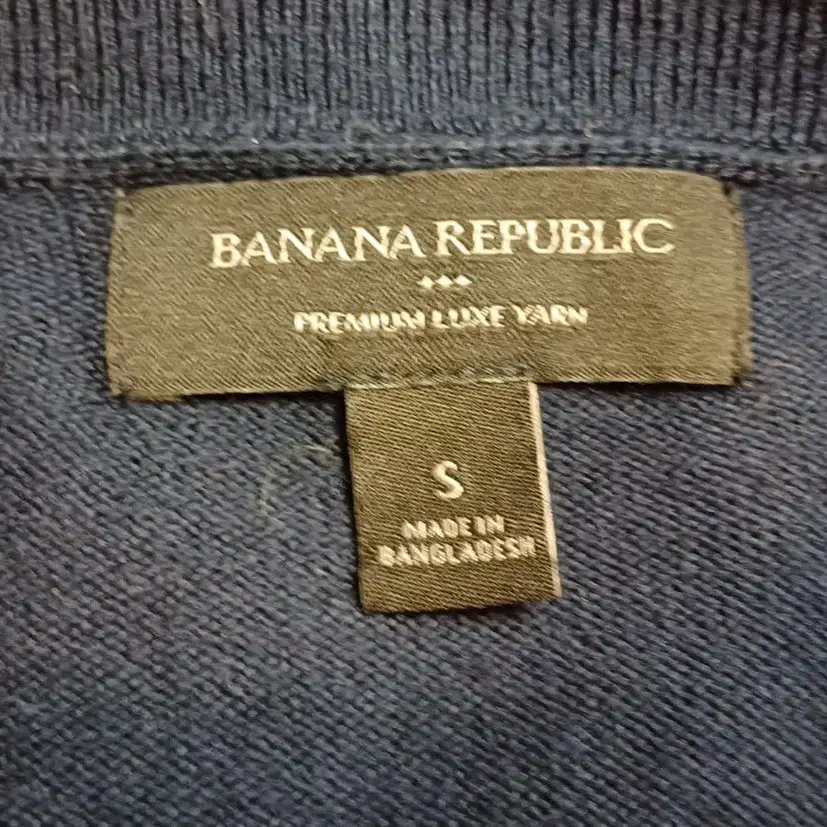 BANANA REPUBLIC
PREMIUM LUXE YARN
S
MADE IN
BANGLADESH